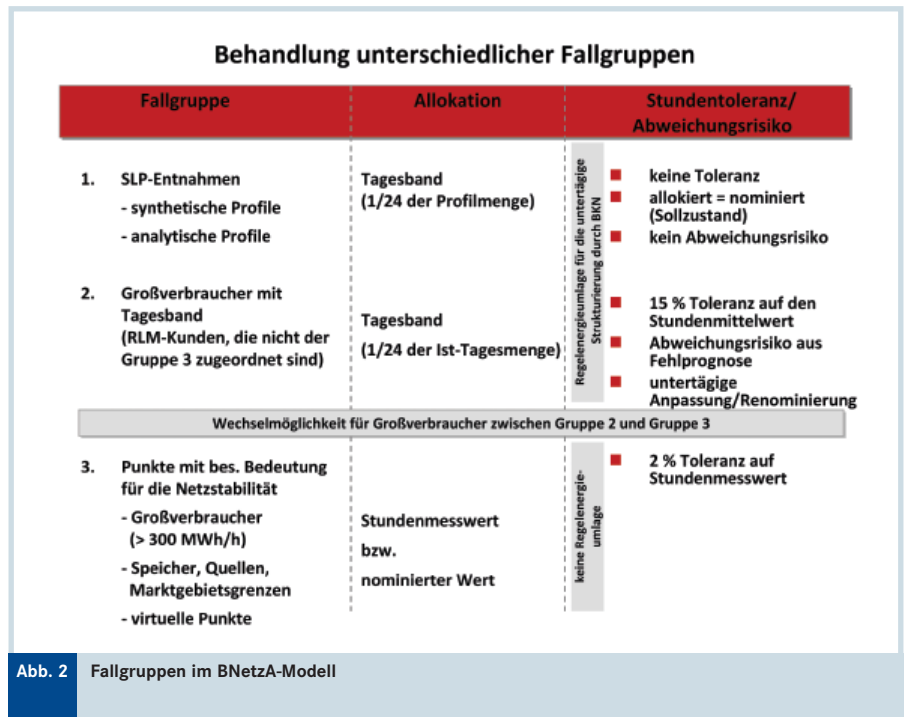 Behandlung unterschiedlicher Fallgruppen
Fallgruppe
Allokation
Stundentoleranz/
Abweichungsrisiko
1. SLP-Entnahmen
- synthetische Profile
- analytische Profile
Tagesband
(1/24 der Profilmenge)
Regelenergieumlage für die untertägige
Strukturierung durch BKN
keine Toleranz
allokiert = nominiert
(Sollzustand)
kein Abweichungsrisiko
2. Großverbraucher mit
Tagesband
(RLM-Kunden, die nicht der
Gruppe 3 zugeordnet sind)
Tagesband
(1/24 der Ist-Tagesmenge)
15 % Toleranz auf den
Stundenmittelwert
Abweichungsrisiko aus
Fehlprognose
untertägige
Anpassung/Renominierung
Wechselmöglichkeit für Großverbraucher zwischen Gruppe 2 und Gruppe 3
3. Punkte mit bes. Bedeutung
für die Netzstabilität
- Großverbraucher
(> 300 MWh/h)
- Speicher, Quellen,
Marktgebietsgrenzen
- virtuelle Punkte
Stundenmesswert
bzw.
nominierter Wert
keine Regelenergie-
umlage
2 % Toleranz auf
Stundenmesswert
Abb. 2 Fallgruppen im BNetzA-Modell